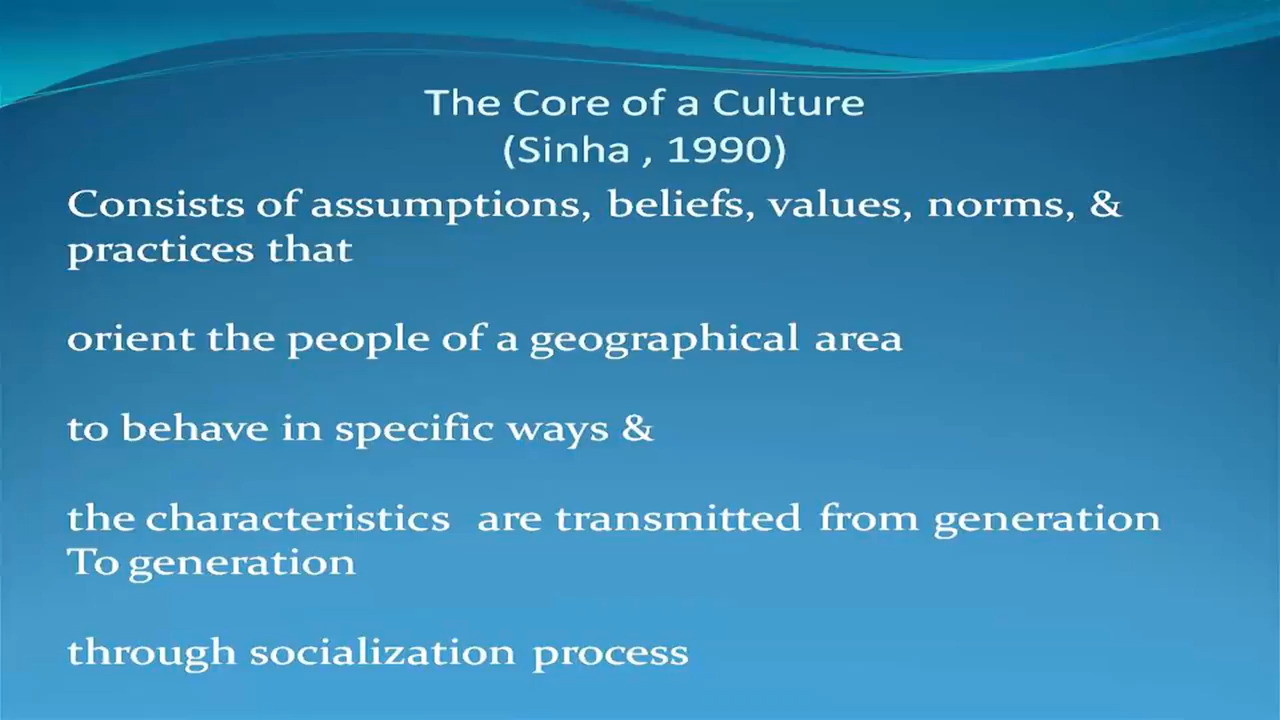 The Core of a Culture
(Sinha , 1990)
Consists of assumptions, beliefs, values, norms, &
practices that
orient the people of a geographical area
to behave in specific ways &
the characteristics  are transmitted from generation
To generation
through socialization process